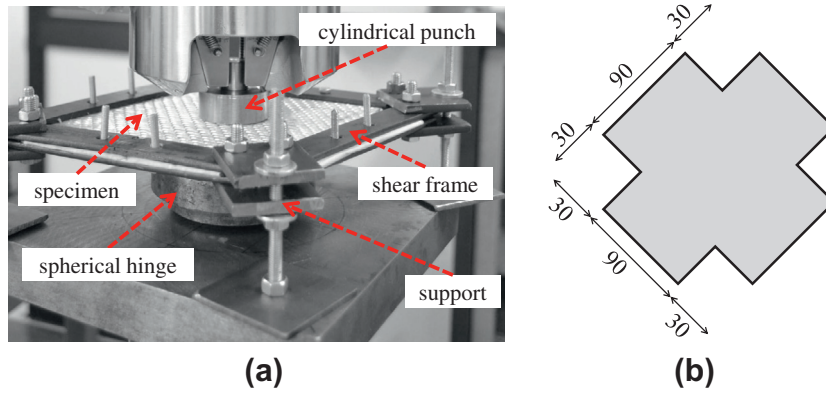 cylindrical punch
specimen
shear frame
spherical hinge
support
(a)
30
90
30
30
90
30
(b)